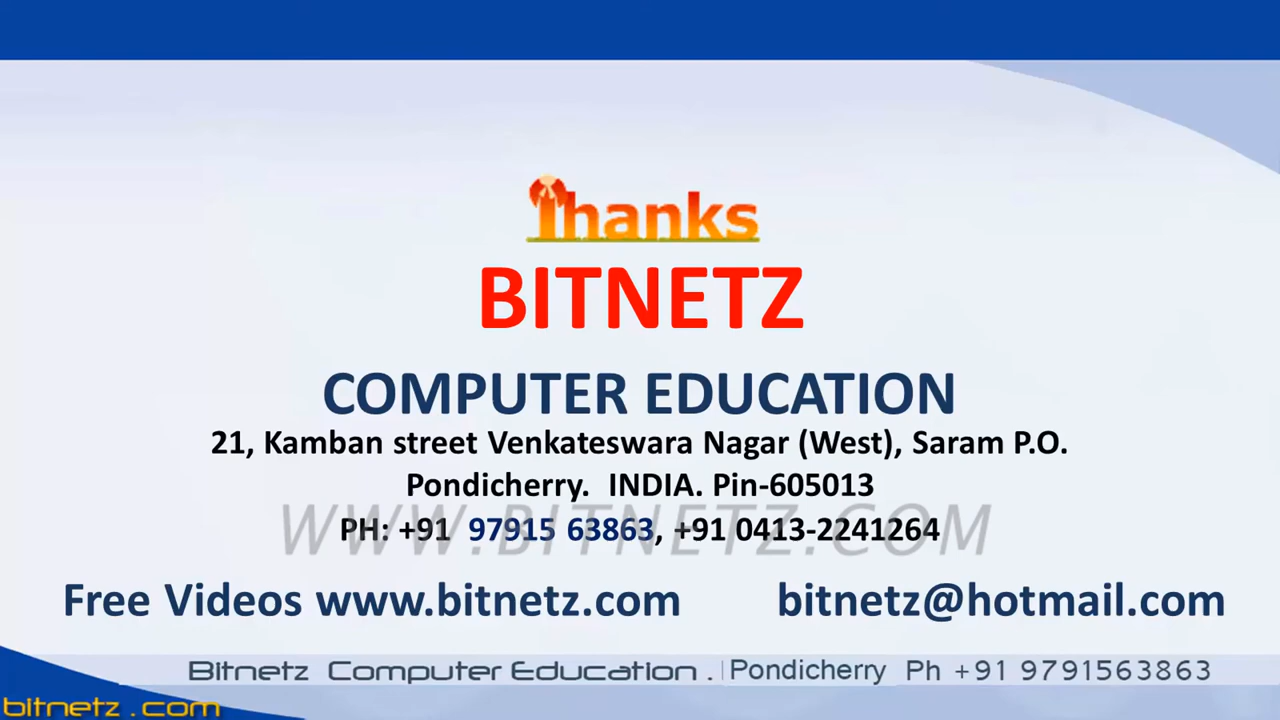 Thanks
BITNETZ
COMPUTER EDUCATION
21, Kamban street Venkateswara Nagar (West), Saram P.O.
Pondicherry.  INDIA. Pin-605013
WWW.BITNETZ.COM
PH: +91  97915 63863, +91 0413-2241264
Free Videos www.bitnetz.com bitnetz@hotmail.com
Bitnetz Computer Education . | Pondicherry Ph +91 9791563863
bitnetz .com